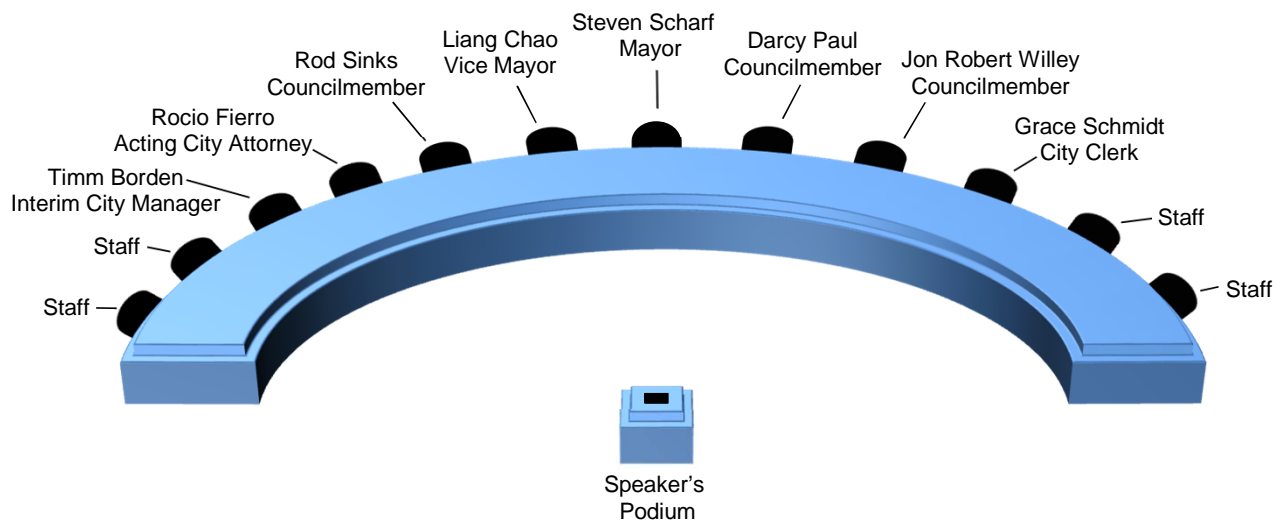 Staff
Staff
Timm Borden
Interim City Manager
Rocio Fierro
Acting City Attorney
Rod Sinks
Councilmember
Liang Chao
Vice Mayor
Steven Scharf
Mayor
Darcy Paul
Councilmember
Jon Robert Willey
Councilmember
Grace Schmidt
City Clerk
Staff
Staff
Speaker's
Podium